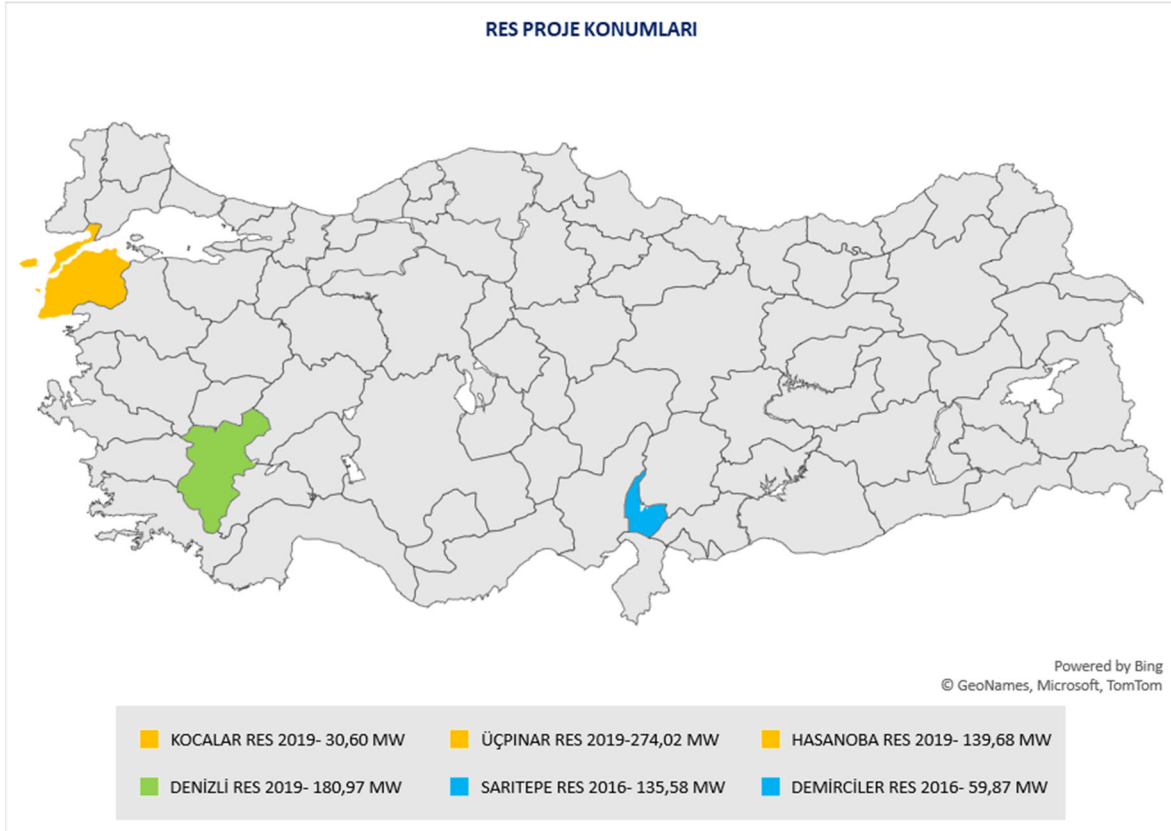 RES PROJE KONUMLARI
Powered by Bing
© GeoNames, Microsoft, TomTom
KOCALAR RES 2019- 30,60 MW
ÜÇPINAR RES 2019-274,02 MW
HASANOBA RES 2019- 139,68 MW
DENİZLİ RES 2019- 180,97 MW
SARITEPE RES 2016- 135,58 MW
DEMİRCİLER RES 2016- 59,87 MW